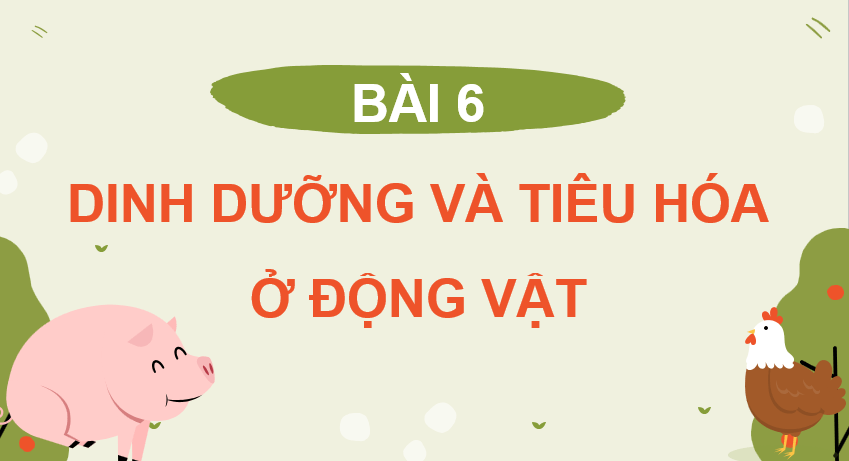 BÀI 6
DINH DƯỠNG VÀ TIÊU HÓA
Ở ĐỘNG VẬT